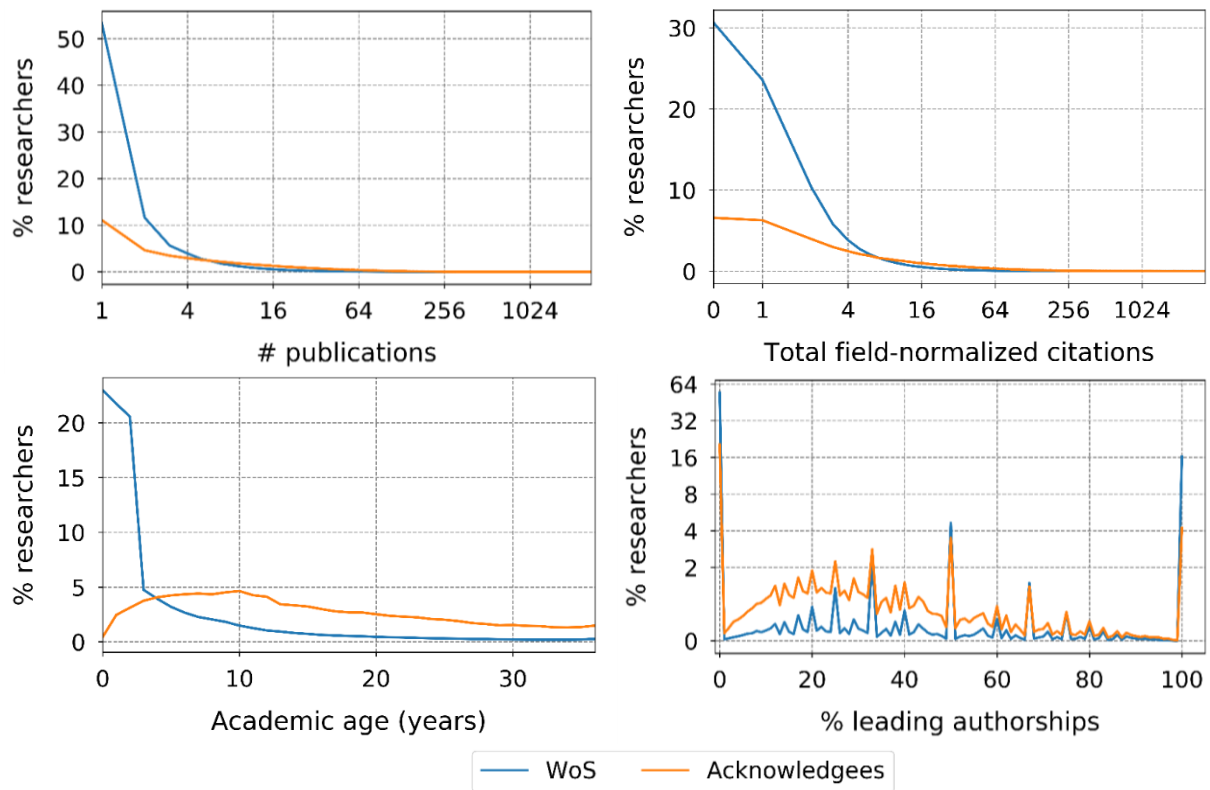 % researchers
50
40
30
20
10
0
1 4 16 64 256 1024
# publications
% researchers
30
20
10
0
0 1 4 16 64 256 1024
Total field-normalized citations
% researchers
20
15
10
5
0
0 10 20 30
Academic age (years)
% researchers
64
32
16
8
4
2
0
0 20 40 60 80 100
% leading authorships
WoS Acknowledgees